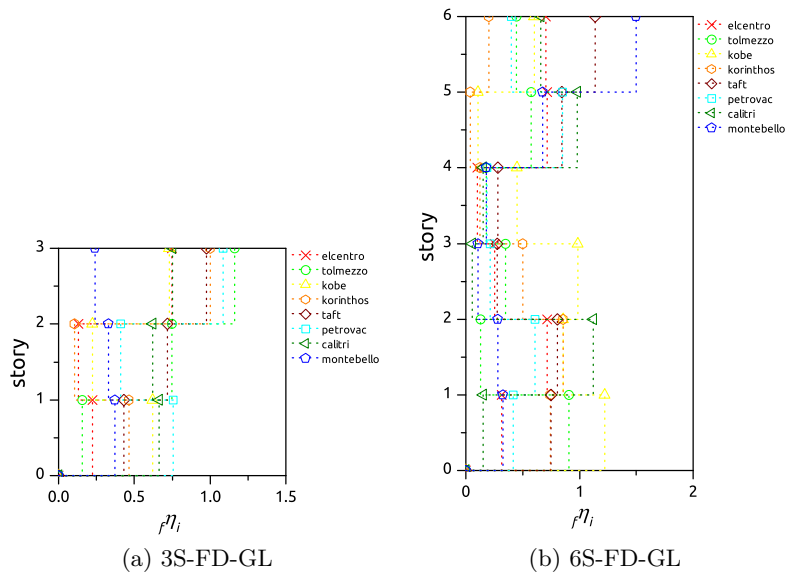 story
3
2
1
0
0.0
0.5
1.0
1.5
fηi
elcentro
tolmezzo
kobe
korinthos
taft
petrovac
calitri
montebello
(a) 3S-FD-GL
story
6
5
4
3
2
1
0
0
1
2
fηi
elcentro
tolmezzo
kobe
korinthos
taft
petrovac
calitri
montebello
(b) 6S-FD-GL